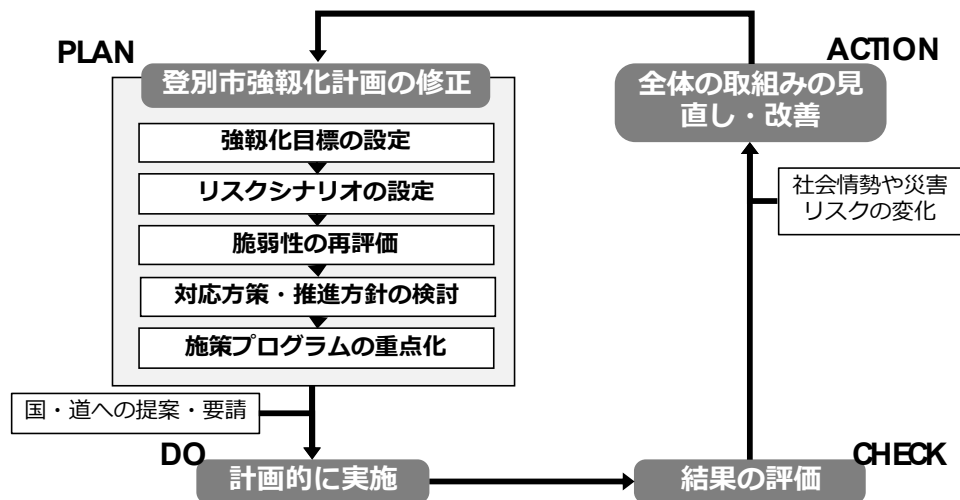 PLAN
登別市強靱化計画の修正
強靱化目標の設定
リスクシナリオの設定
脆弱性の再評価
対応方策・推進方針の検討
施策プログラムの重点化
国・道への提案・要請
DO
計画的に実施
CHECK
結果の評価
社会情勢や災害
リスクの変化
ACTION
全体の取組みの見
直し・改善